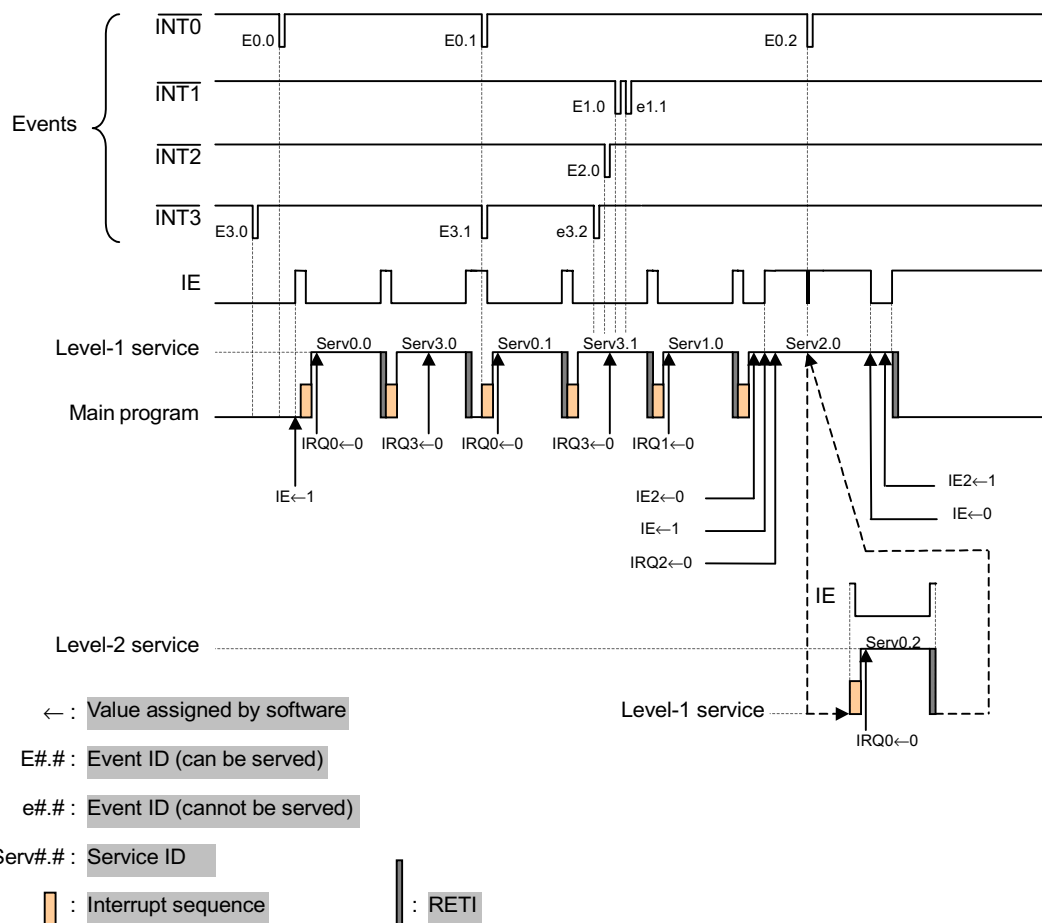 INT0
E0.0
E0.1
E0.2
INT1
E1.0
e1.1
Events
INT2
E2.0
INT3
E3.0
E3.1
e3.2
IE
Level-1 service
Serv0.0
Serv3.0
Serv0.1
Serv3.1
Serv1.0
Serv2.0
Main program
IRQ0←0
IRQ3←0
IRQ0←0
IRQ3←0
IRQ1←0
IE←1
IE2←0
IE2←1
IE←1
IE←0
IRQ2←0
IE
Level-2 service
Serv0.2
Level-1 service
IRQ0←0
← : Value assigned by software
E#.# : Event ID (can be served)
e#.# : Event ID (cannot be served)
Serv#.# : Service ID
: Interrupt sequence
: RETI